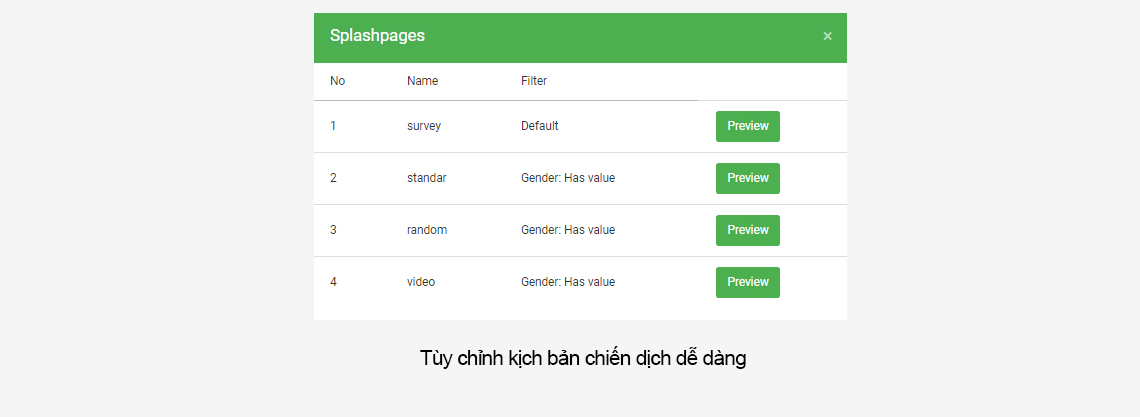 Splashpages ×
No Name Filter
1 survey Default Preview
2 standar Gender: Has value Preview
3 random Gender: Has value Preview
4 video Gender: Has value Preview
Tùy chỉnh kịch bản chiến dịch dễ dàng